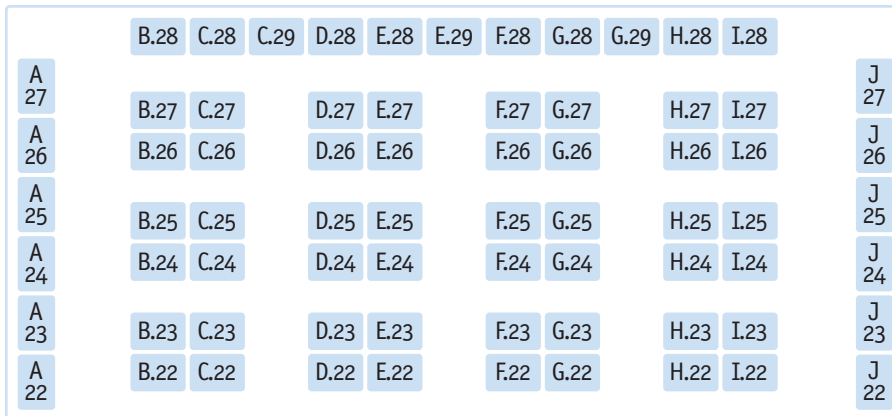 B.28 C.28 C.29 D.28 E.28 E.29 F.28 G.28 G.29 H.28 I.28
A
27
J
27
B.27 C.27 D.27 E.27 F.27 G.27 H.27 I.27
A
26
J
26
B.26 C.26 D.26 E.26 F.26 G.26 H.26 I.26
A
25
J
25
B.25 C.25 D.25 E.25 F.25 G.25 H.25 I.25
A
24
J
24
B.24 C.24 D.24 E.24 F.24 G.24 H.24 I.24
A
23
J
23
B.23 C.23 D.23 E.23 F.23 G.23 H.23 I.23
A
22
J
22
B.22 C.22 D.22 E.22 F.22 G.22 H.22 I.22